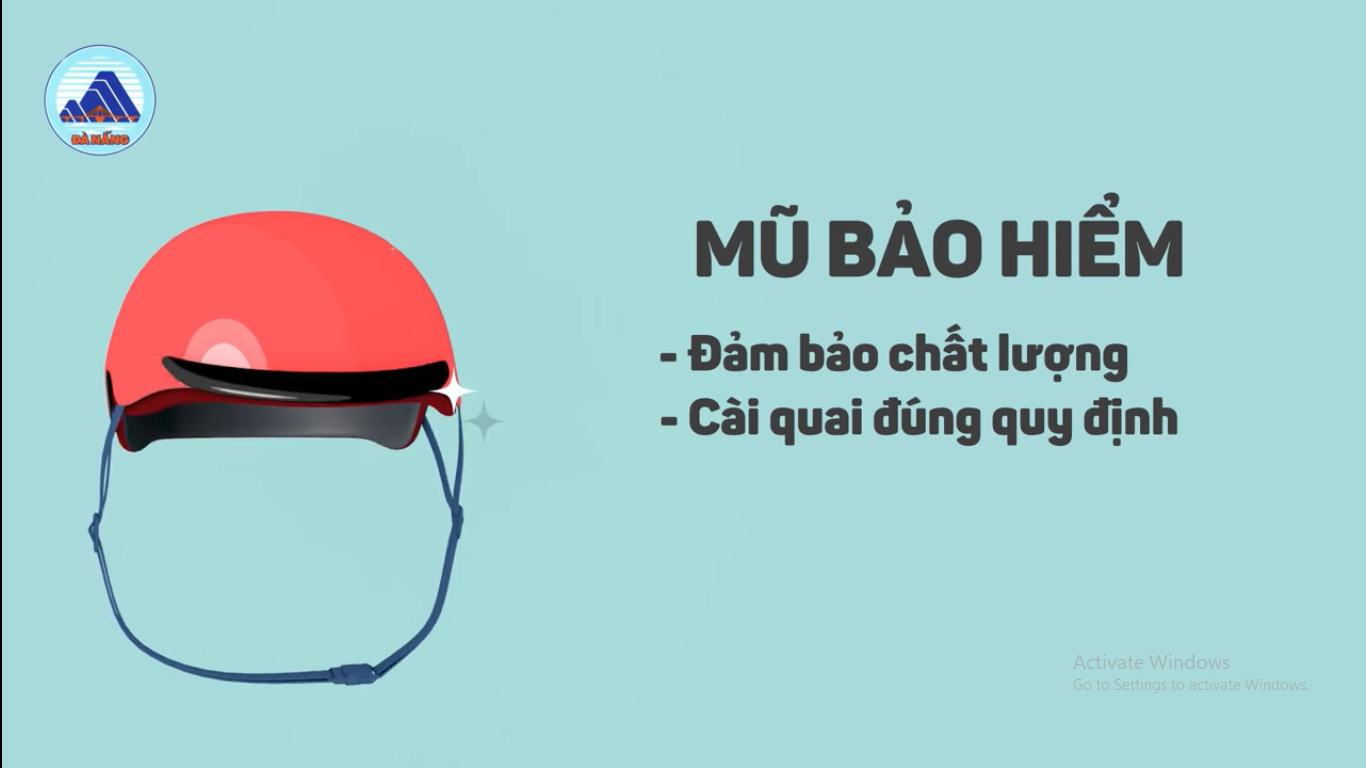 ĐÀ NẴNG
MŨ BẢO HIỂM
- Đảm bảo chất lượng
- Cài quai đúng quy định
Activate Windows
Go to Settings to activate Windows.